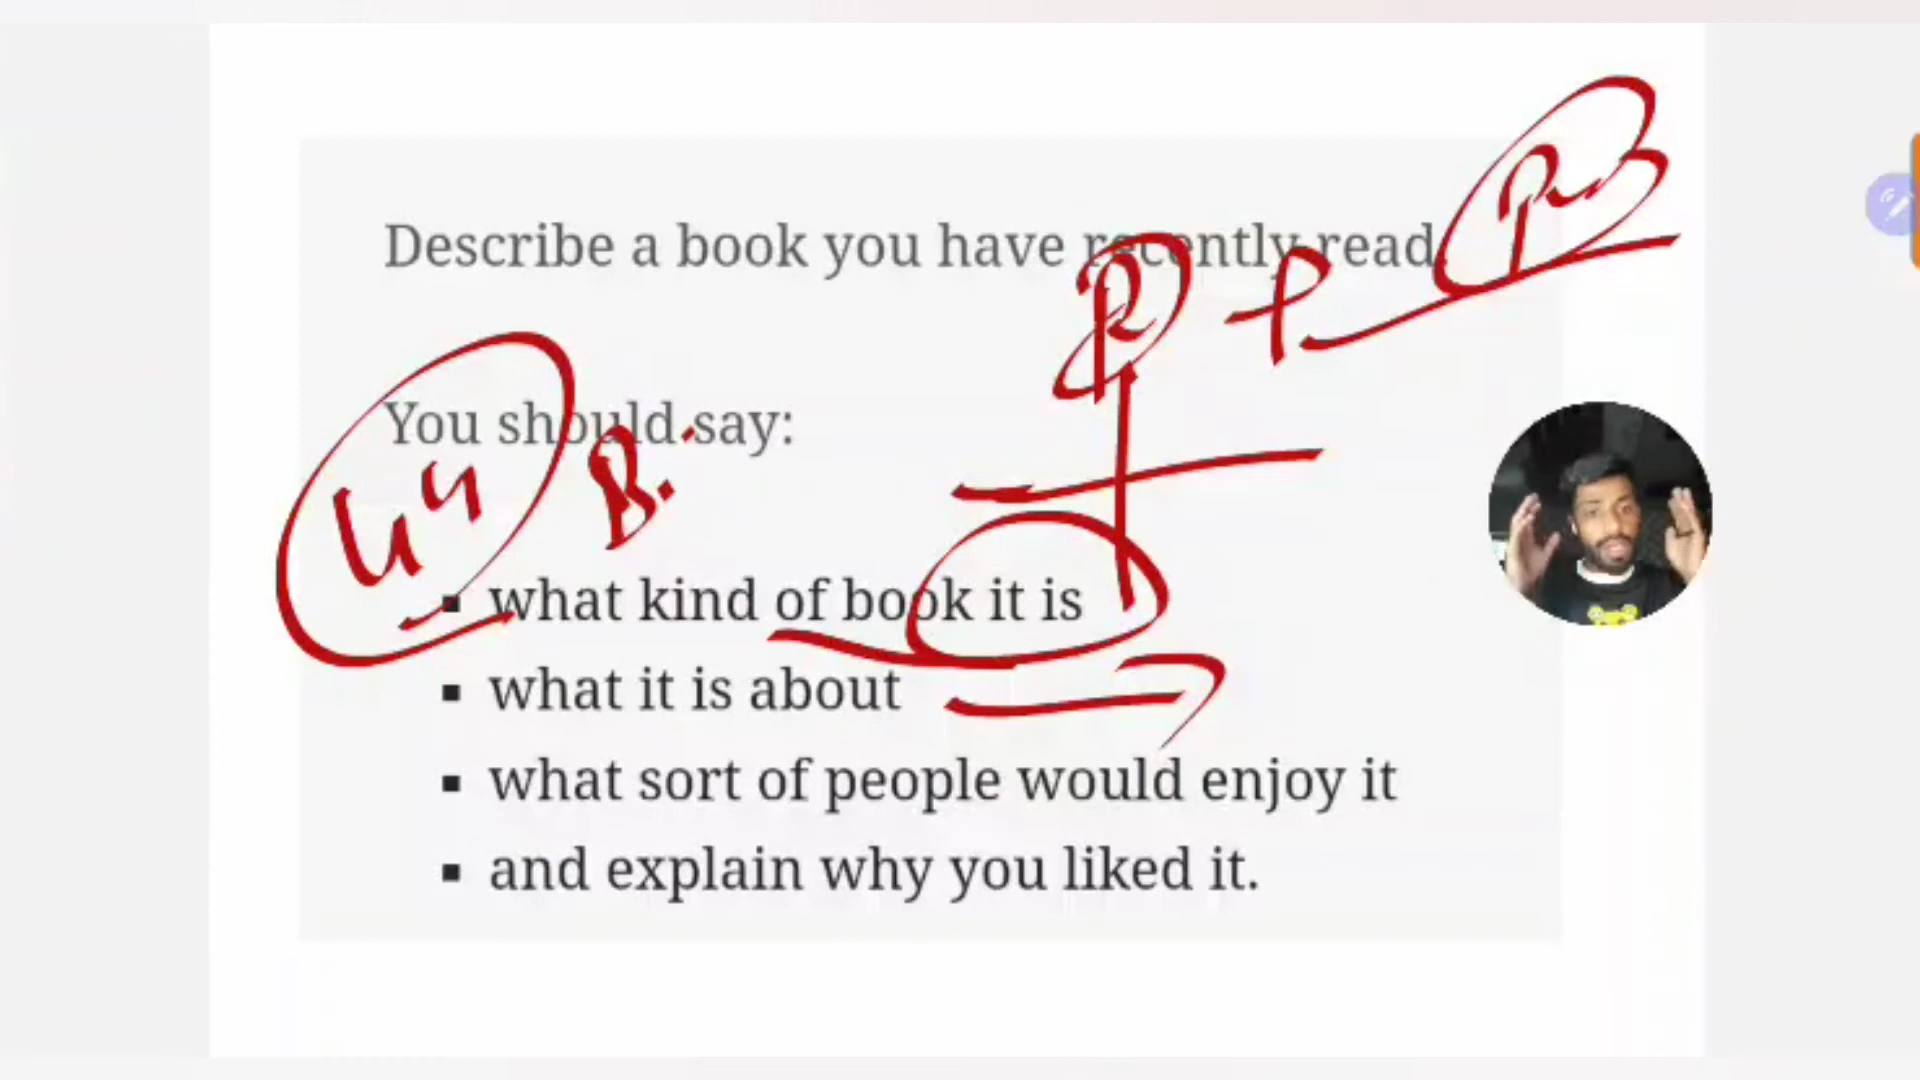 Describe a book you have recently read.
You should say:
B.
what kind of book it is
what it is about
what sort of people would enjoy it
and explain why you liked it.